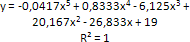 y = -0,0417x⁵ + 0,8333x⁴ - 6,125x³ +
20,167x² - 26,833x + 19
R² = 1